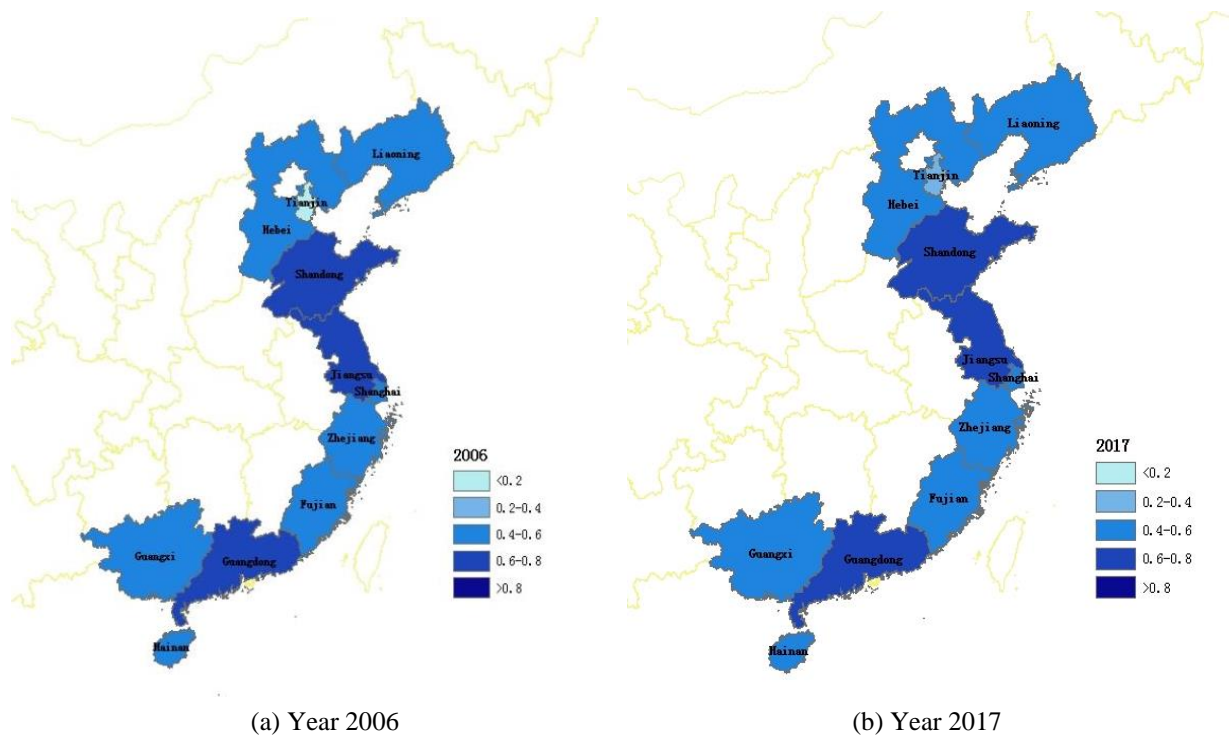 Liaoning
Tianjin
Hebei
Shandong
Jiangsu
Shanghai
Zhejiang
Fujian
Guangxi
Guangdong
Hainan
2006
<0.2
0.2-0.4
0.4-0.6
0.6-0.8
>0.8
(a) Year 2006
Liaoning
Tianjin
Hebei
Shandong
Jiangsu
Shanghai
Zhejiang
Fujian
Guangxi
Guangdong
Hainan
2017
<0.2
0.2-0.4
0.4-0.6
0.6-0.8
>0.8
(b) Year 2017